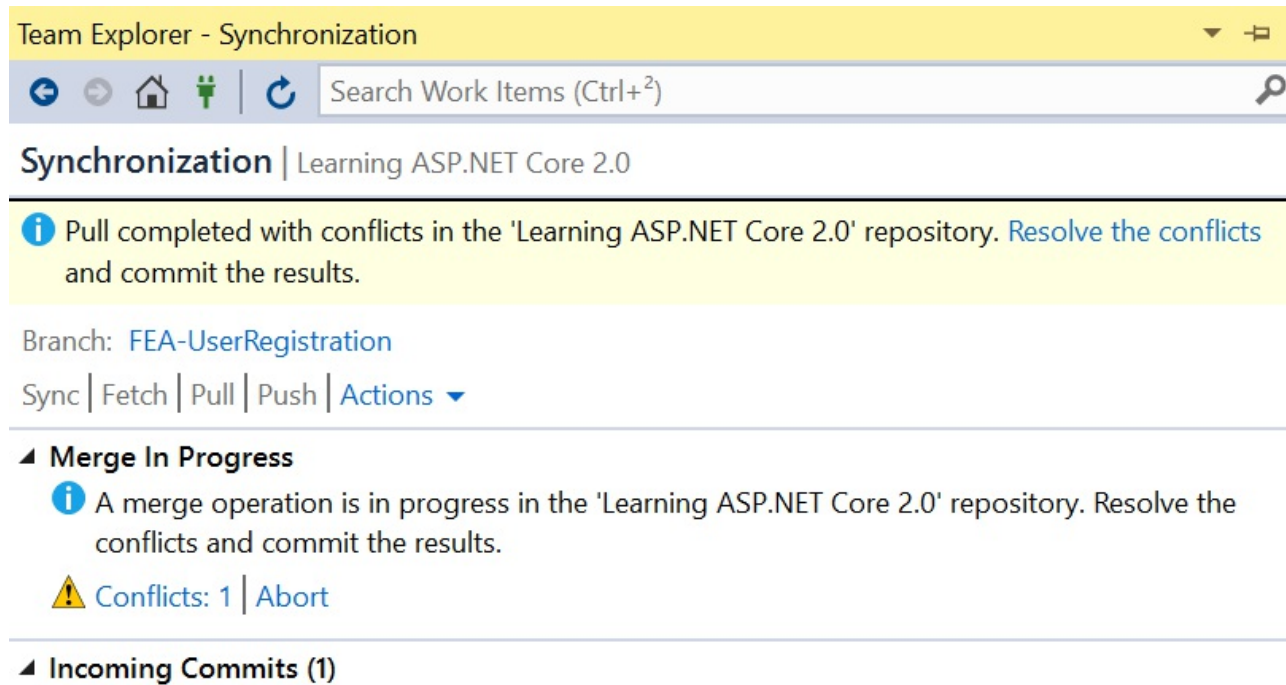 Team Explorer - Synchronization
Search Work Items (Ctrl+²)
Synchronization | Learning ASP.NET Core 2.0
Pull completed with conflicts in the 'Learning ASP.NET Core 2.0' repository. Resolve the conflicts
and commit the results.
Branch: FEA-UserRegistration
Sync | Fetch | Pull | Push | Actions
Merge In Progress
A merge operation is in progress in the 'Learning ASP.NET Core 2.0' repository. Resolve the
conflicts and commit the results.
Conflicts: 1 | Abort
Incoming Commits (1)